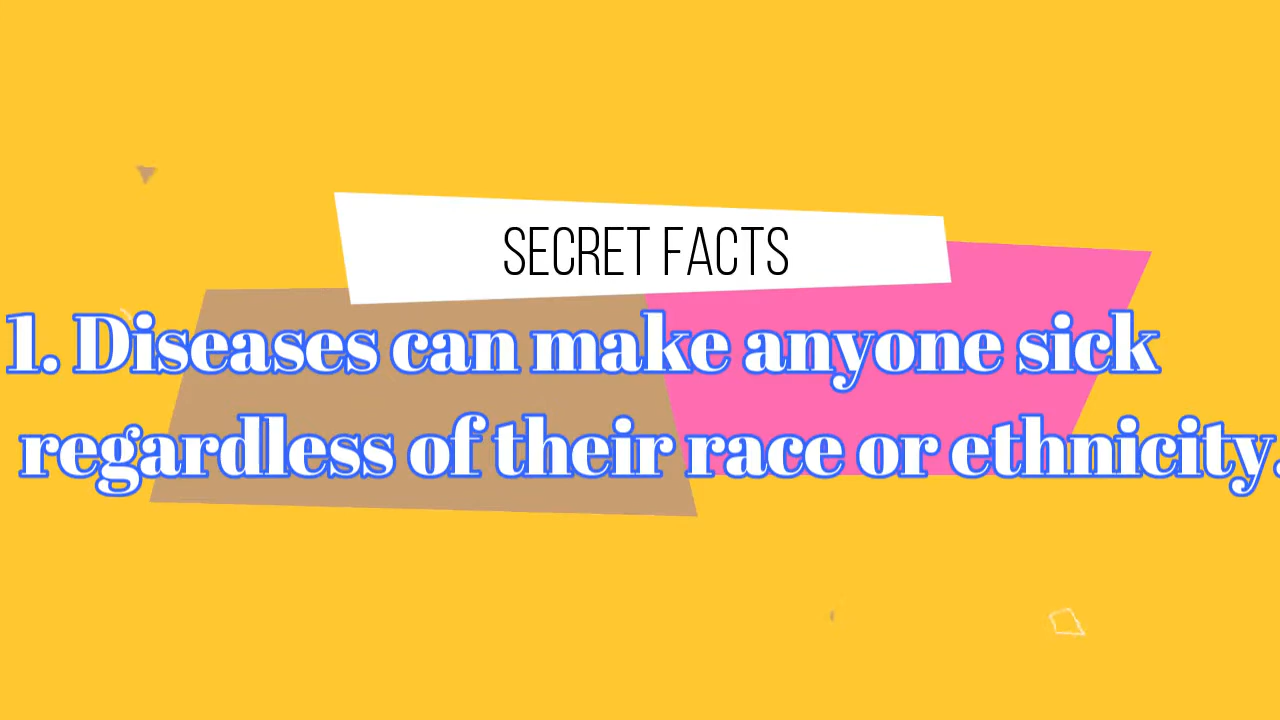 SECRET FACTS
1. Diseases can make anyone sick
regardless of their race or ethnicity.